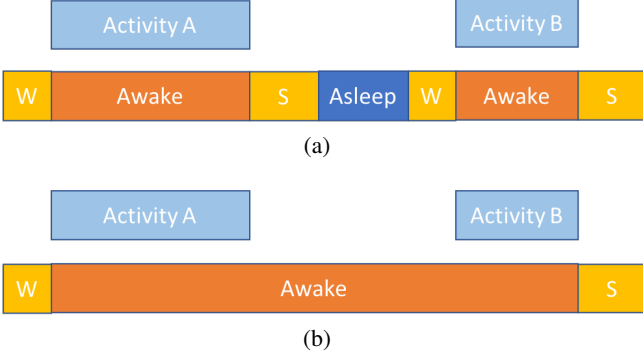 Activity A Activity B
W Awake S Asleep W Awake S
(a)
Activity A Activity B
W Awake S
(b)